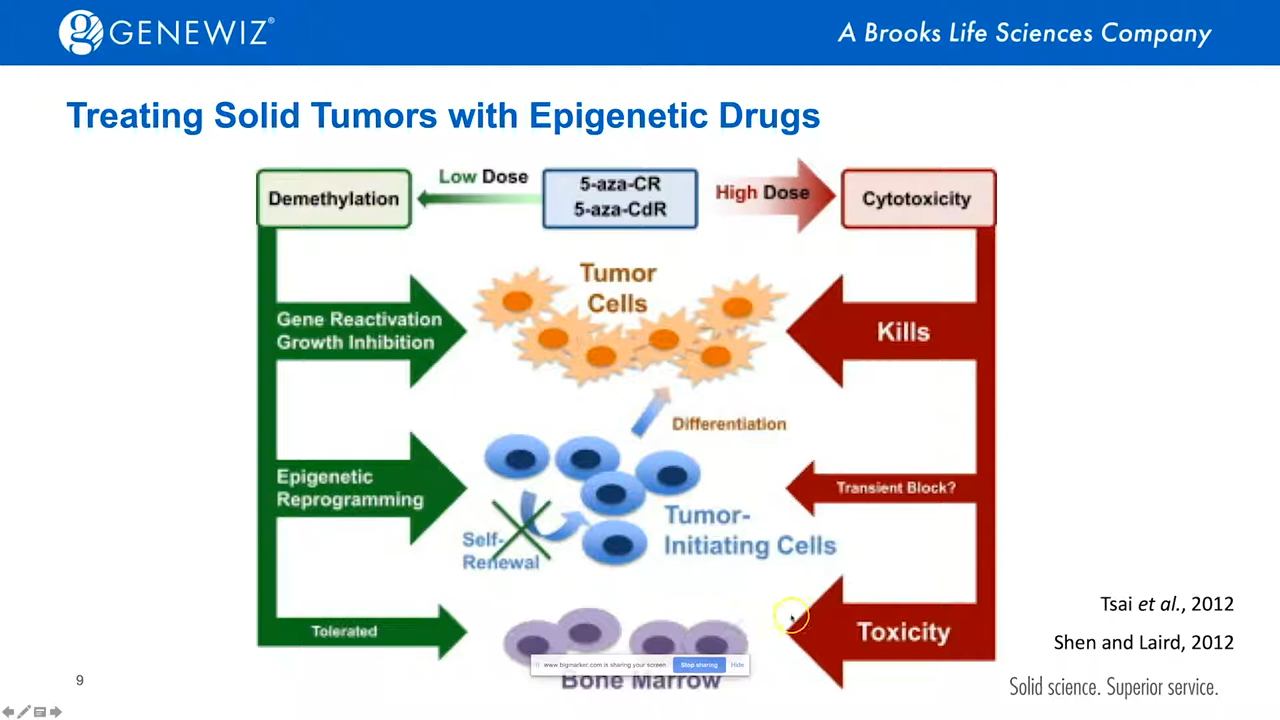 GENEWIZ®
A Brooks Life Sciences Company
Treating Solid Tumors with Epigenetic Drugs
Demethylation
Low Dose
5-aza-CR
5-aza-CdR
High Dose
Cytotoxicity
Tumor
Cells
Gene Reactivation
Growth Inhibition
Kills
Differentiation
Epigenetic
Reprogramming
Transient Block?
Self-
Renewal
Tumor-
Initiating Cells
Tolerated
Toxicity
Bone Marrow
www.bigmarker.com is sharing your screen.
Stop sharing
Hide
Tsai et al., 2012
Shen and Laird, 2012
9
Solid science. Superior service.